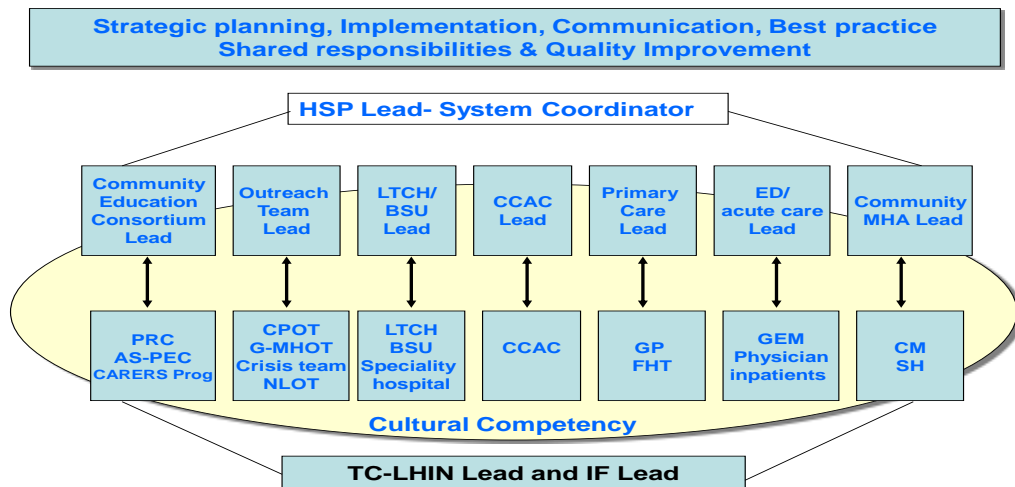 Strategic planning, Implementation, Communication, Best practice
Shared responsibilities & Quality Improvement
HSP Lead- System Coordinator
Community
Education
Consortium
Lead
Outreach
Team
Lead
LTCH/
BSU
Lead
CCAC
Lead
Primary
Care
Lead
ED/
acute care
Lead
Community
MHA Lead
PRC
AS-PEC
CARERS Prog
CPOT
G-MHOT
Crisis team
NLOT
LTCH
BSU
Speciality
hospital
CCAC
GP
FHT
GEM
Physician
inpatients
CM
SH
Cultural Competency
TC-LHIN Lead and IF Lead